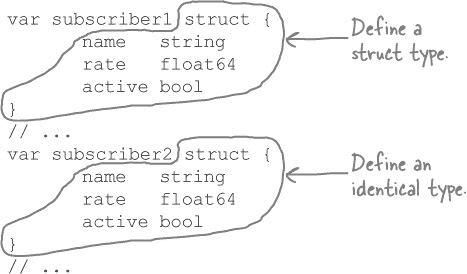 var subscriber1 struct {
        name   string
        rate   float64
        active bool
}
// ...
var subscriber2 struct {
        name   string
        rate   float64
        active bool
}
// ...
Define a
struct type.
Define an
identical type.